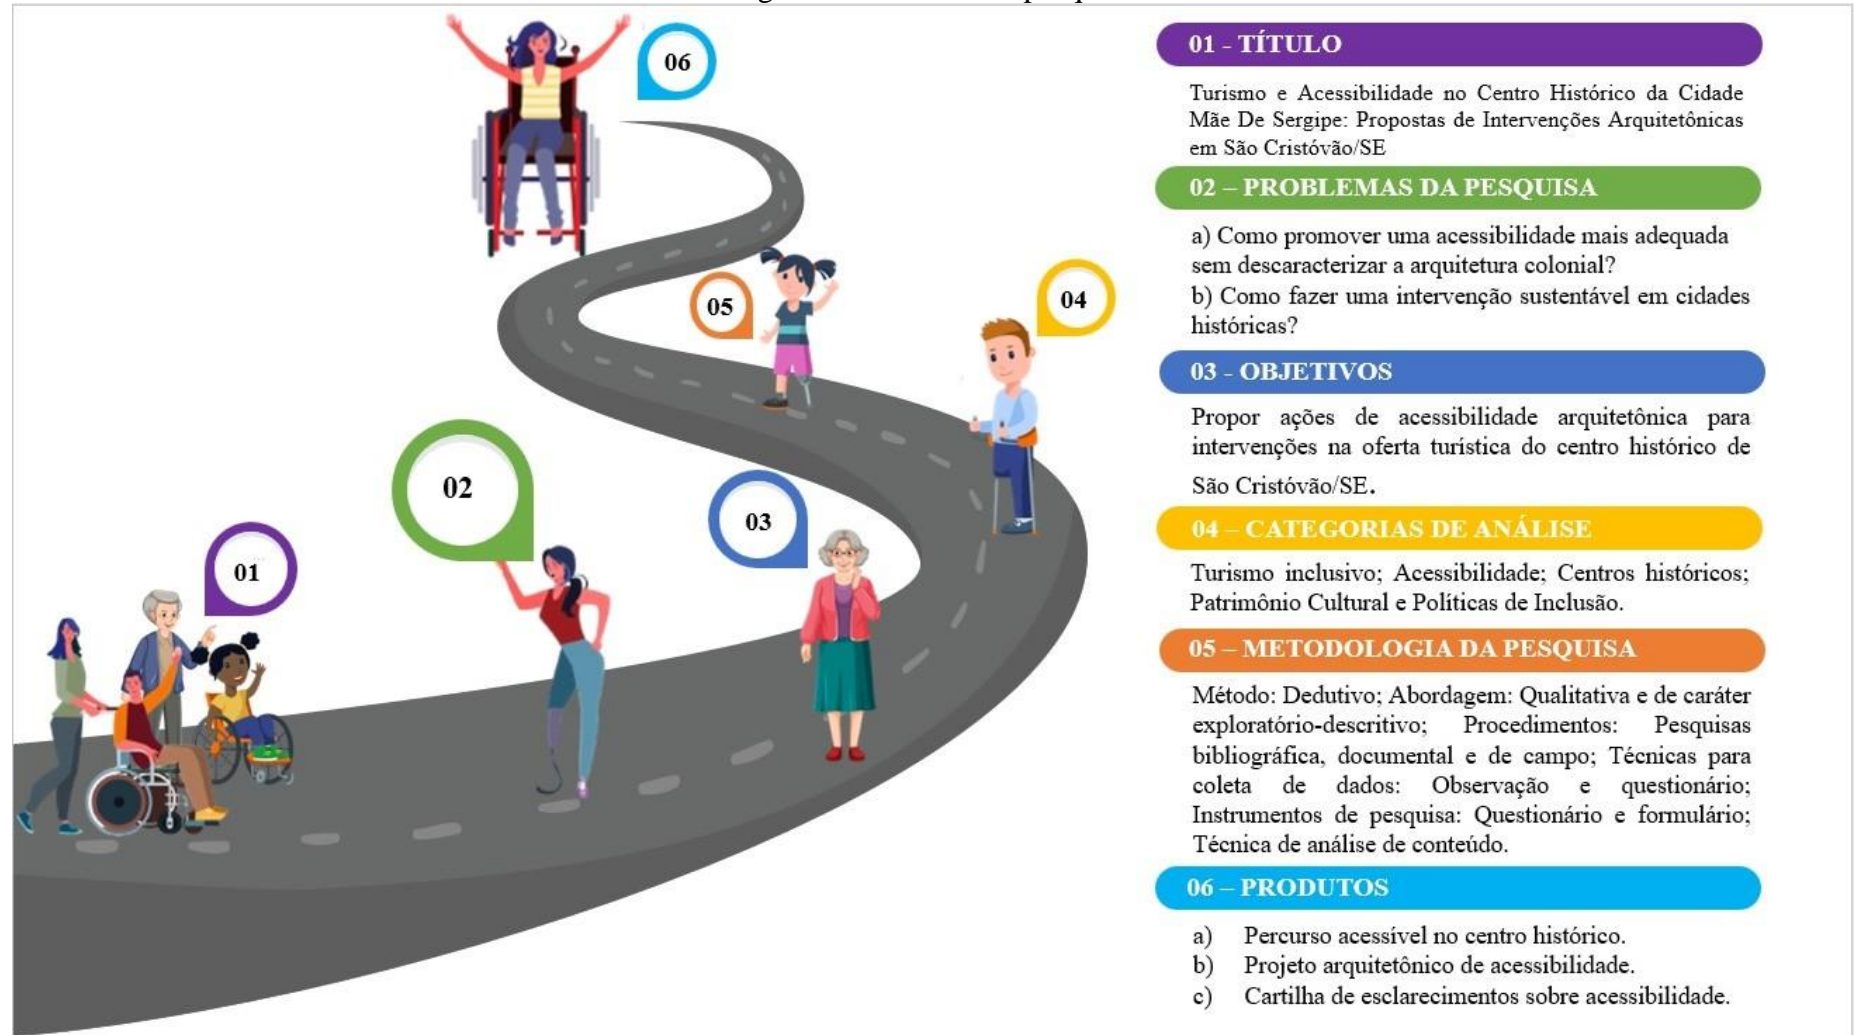 01 - TÍTULO
Turismo e Acessibilidade no Centro Histórico da Cidade
Mãe De Sergipe: Propostas de Intervenções Arquitetônicas
em São Cristóvão/SE
02 – PROBLEMAS DA PESQUISA
a) Como promover uma acessibilidade mais adequada
sem descaracterizar a arquitetura colonial?
b) Como fazer uma intervenção sustentável em cidades
históricas?
03 - OBJETIVOS
Propor ações de acessibilidade arquitetônica para
intervenções na oferta turística do centro histórico de
São Cristóvão/SE.
04 – CATEGORIAS DE ANÁLISE
Turismo inclusivo; Acessibilidade; Centros históricos;
Patrimônio Cultural e Políticas de Inclusão.
05 – METODOLOGIA DA PESQUISA
Método: Dedutivo; Abordagem: Qualitativa e de caráter
exploratório-descritivo; Procedimentos: Pesquisas
bibliográfica, documental e de campo; Técnicas para
coleta de dados: Observação e questionário;
Instrumentos de pesquisa: Questionário e formulário;
Técnica de análise de conteúdo.
06 – PRODUTOS
a) Percurso acessível no centro histórico.
b) Projeto arquitetônico de acessibilidade.
c) Cartilha de esclarecimentos sobre acessibilidade.
06
05
04
02
03
01